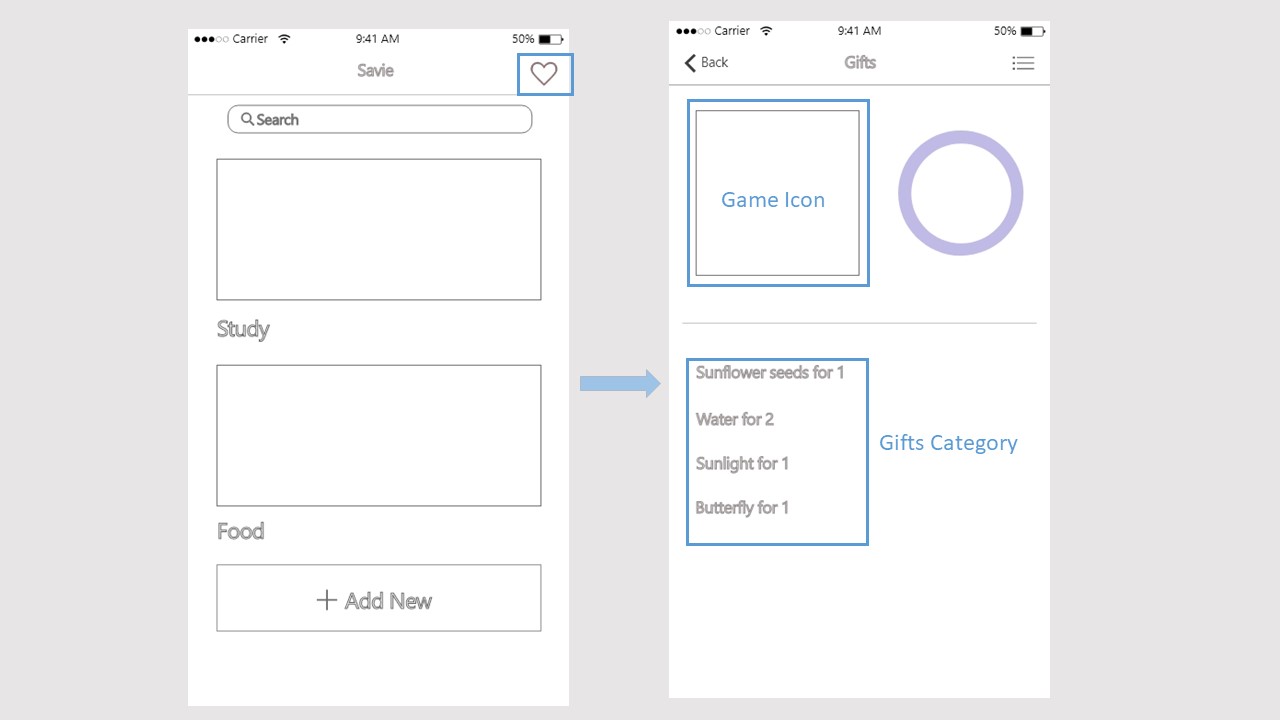 Carrier 9:41 AM 50%
Savie
Search
Study
Food
+ Add New
Carrier 9:41 AM 50%
Back Gifts
Game Icon
Sunflower seeds for 1
Water for 2
Sunlight for 1
Butterfly for 1
Gifts Category